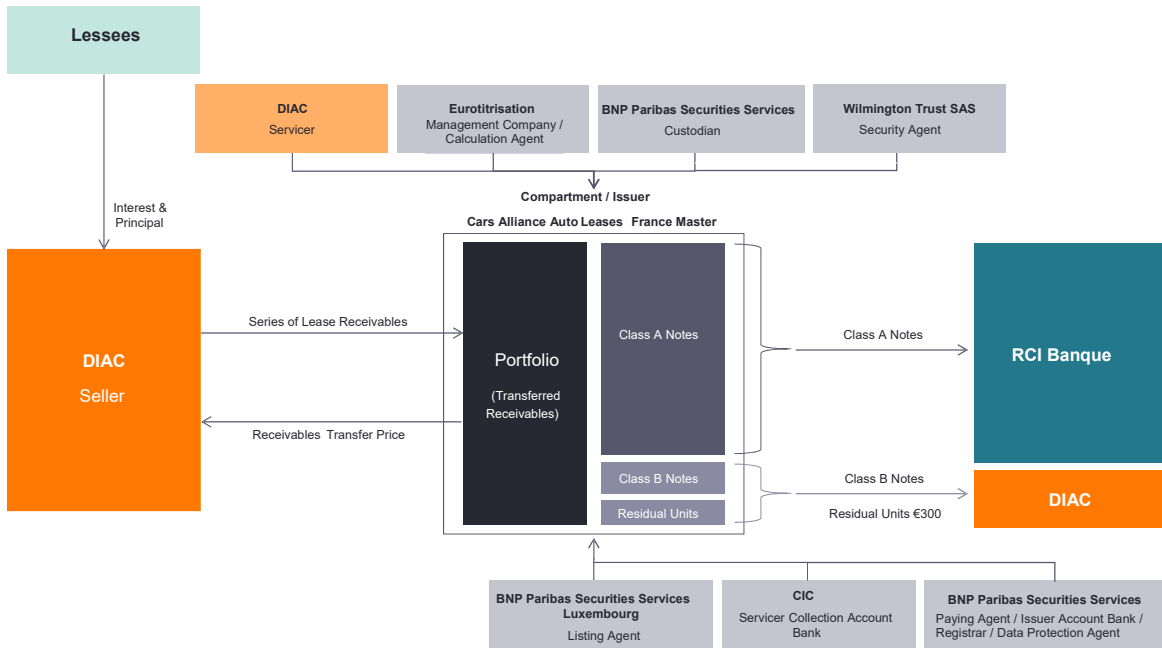 Lessees
DIAC
Servicer
Eurotitrisation
Management Company /
Calculation Agent
BNP Paribas Securities Services
Custodian
Wilmington Trust SAS
Security Agent
Compartment / Issuer
Cars Alliance Auto Leases France Master
Interest &
Principal
DIAC
Seller
Series of Lease Receivables
Receivables Transfer Price
Portfolio
(Transferred
Receivables)
Class A Notes
Class B Notes
Residual Units
Class A Notes
Class B Notes
Residual Units €300
RCI Banque
DIAC
BNP Paribas Securities Services
Luxembourg
Listing Agent
CIC
Servicer Collection Account
Bank
BNP Paribas Securities Services
Paying Agent / Issuer Account Bank /
Registrar / Data Protection Agent